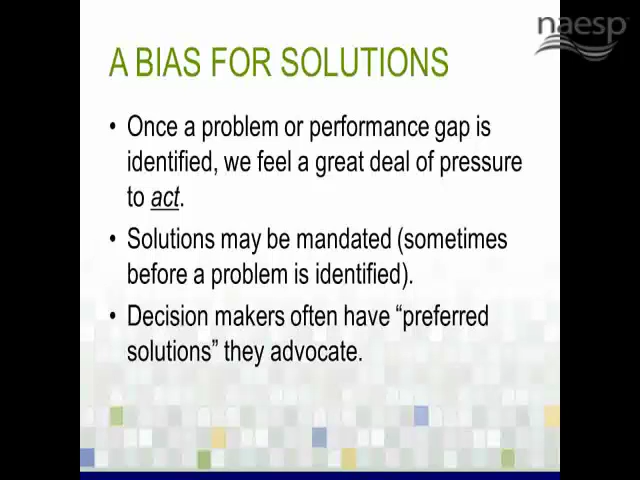 naesp
A BIAS FOR SOLUTIONS
• Once a problem or performance gap is
identified, we feel a great deal of pressure
to act.
• Solutions may be mandated (sometimes
before a problem is identified).
• Decision makers often have “preferred
solutions” they advocate.